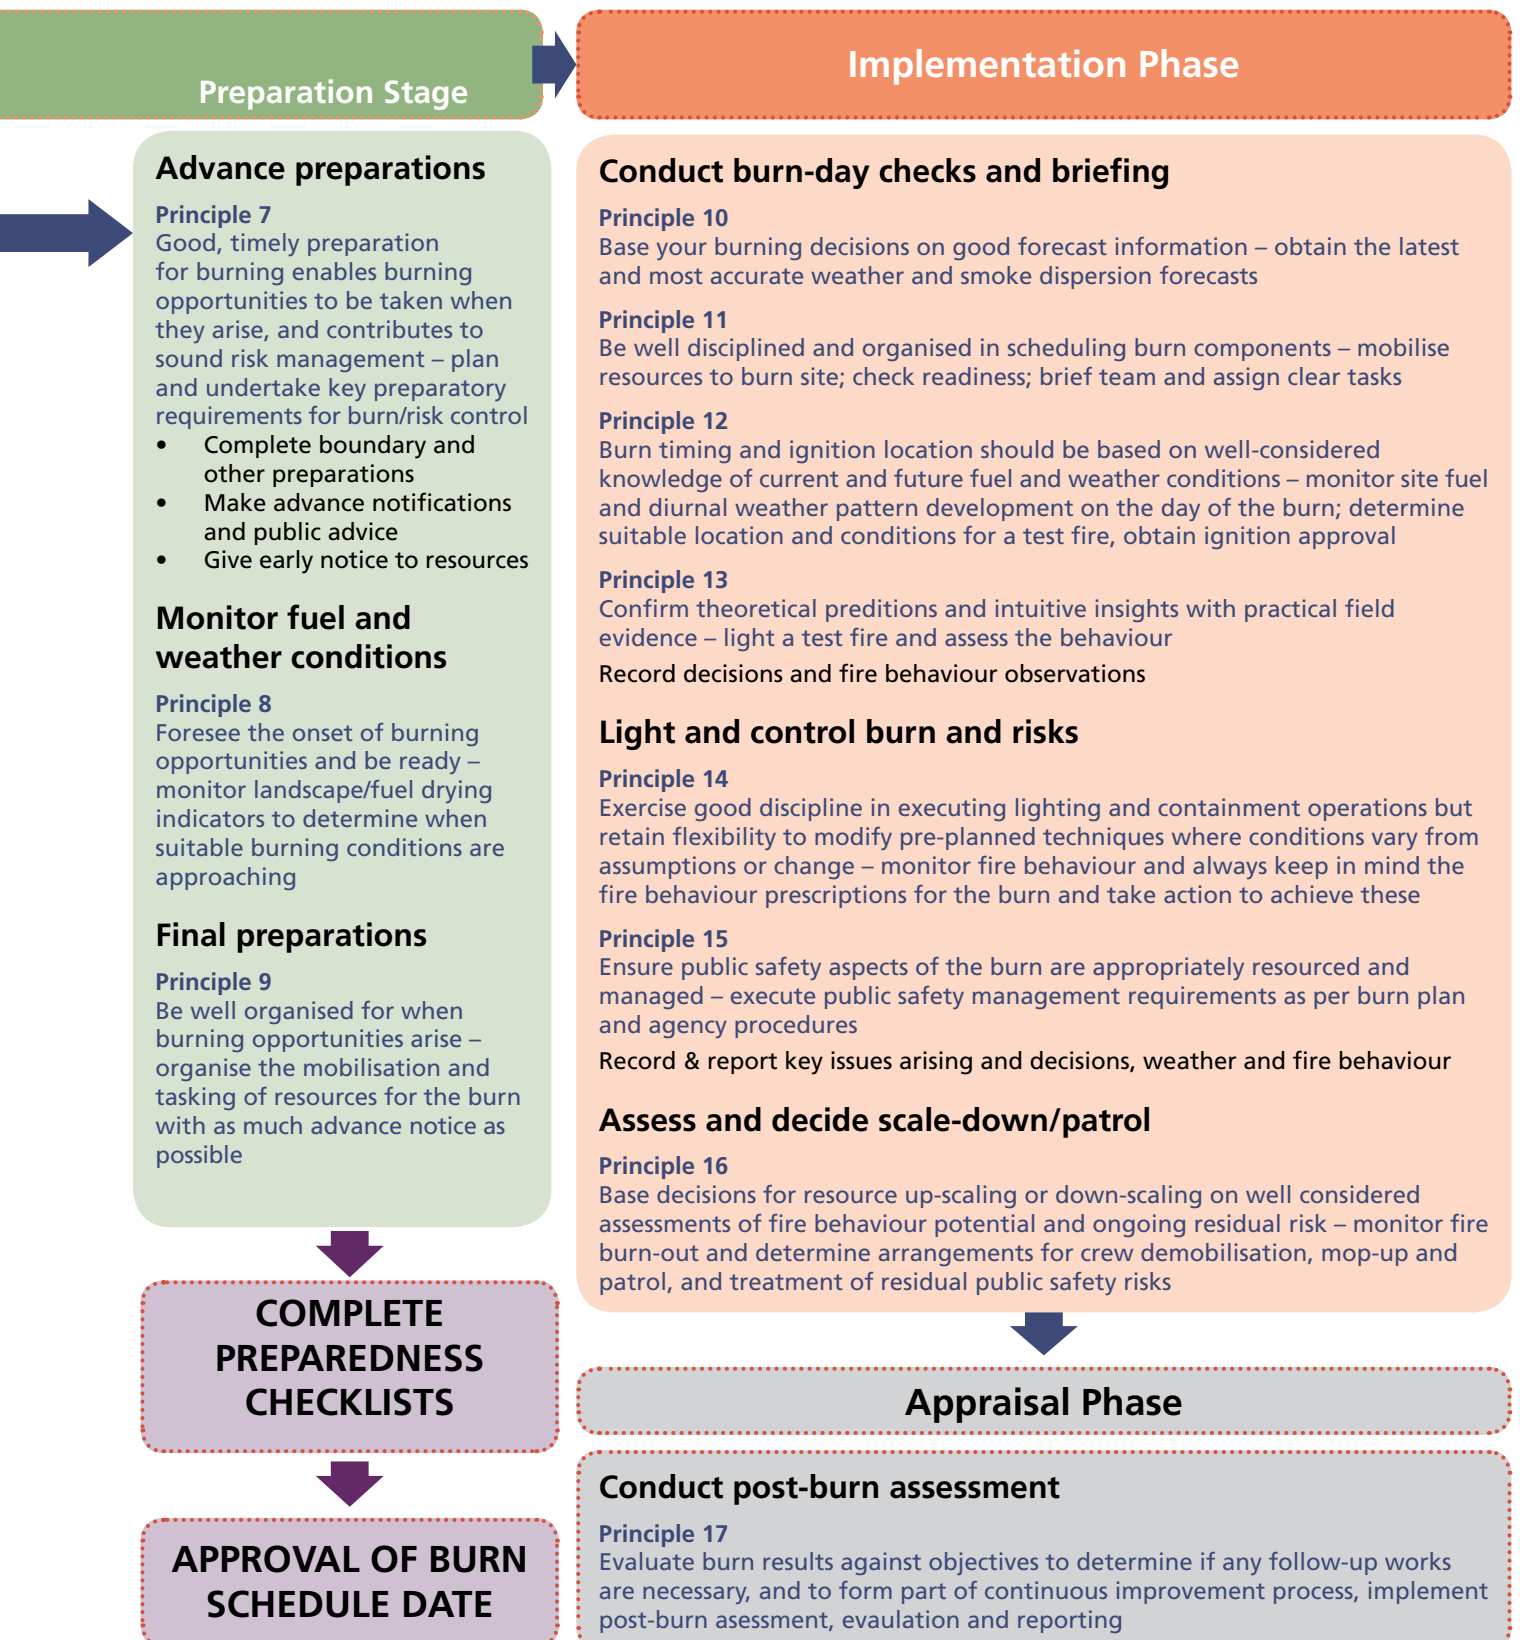 Preparation Stage
Advance preparations
Principle 7
Good, timely preparation
for burning enables burning
opportunities to be taken when
they arise, and contributes to
sound risk management – plan
and undertake key preparatory
requirements for burn/risk control
• Complete boundary and
other preparations
• Make advance notifications
and public advice
• Give early notice to resources
Monitor fuel and
weather conditions
Principle 8
Foresee the onset of burning
opportunities and be ready –
monitor landscape/fuel drying
indicators to determine when
suitable burning conditions are
approaching
Final preparations
Principle 9
Be well organised for when
burning opportunities arise –
organise the mobilisation and
tasking of resources for the burn
with as much advance notice as
possible
COMPLETE
PREPAREDNESS
CHECKLISTS
APPROVAL OF BURN
SCHEDULE DATE
Implementation Phase
Conduct burn-day checks and briefing
Principle 10
Base your burning decisions on good forecast information – obtain the latest
and most accurate weather and smoke dispersion forecasts
Principle 11
Be well disciplined and organised in scheduling burn components – mobilise
resources to burn site; check readiness; brief team and assign clear tasks
Principle 12
Burn timing and ignition location should be based on well-considered
knowledge of current and future fuel and weather conditions – monitor site fuel
and diurnal weather pattern development on the day of the burn; determine
suitable location and conditions for a test fire, obtain ignition approval
Principle 13
Confirm theoretical preditions and intuitive insights with practical field
evidence – light a test fire and assess the behaviour
Record decisions and fire behaviour observations
Light and control burn and risks
Principle 14
Exercise good discipline in executing lighting and containment operations but
retain flexibility to modify pre-planned techniques where conditions vary from
assumptions or change – monitor fire behaviour and always keep in mind the
fire behaviour prescriptions for the burn and take action to achieve these
Principle 15
Ensure public safety aspects of the burn are appropriately resourced and
managed – execute public safety management requirements as per burn plan
and agency procedures
Record & report key issues arising and decisions, weather and fire behaviour
Assess and decide scale-down/patrol
Principle 16
Base decisions for resource up-scaling or down-scaling on well considered
assessments of fire behaviour potential and ongoing residual risk – monitor fire
burn-out and determine arrangements for crew demobilisation, mop-up and
patrol, and treatment of residual public safety risks
Appraisal Phase
Conduct post-burn assessment
Principle 17
Evaluate burn results against objectives to determine if any follow-up works
are necessary, and to form part of continuous improvement process, implement
post-burn asessment, evaulation and reporting